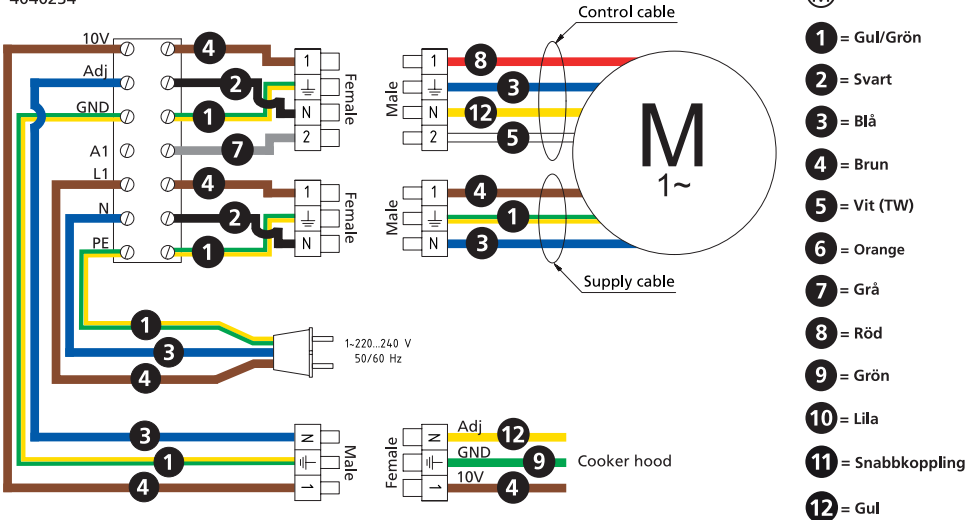 4040234
Control cable
10V
Adj
GND
A1
L1
N
PE
4
2
1
7
4
2
1
1
N
2
Female
1
N
Female
Male
1
N
2
8
3
12
5
Male
1
N
4
1
3
M
1~
Supply cable
1
3
4
1~220...240 V
50/60 Hz
3
1
4
N
1
Male
Female
N
1
Adj
GND
10V
12
9
4
Cooker hood
M
1 = Gul/Grön
2 = Svart
3 = Blå
4 = Brun
5 = Vit (TW)
6 = Orange
7 = Grå
8 = Röd
9 = Grön
10 = Lila
11 = Snabbkoppling
12 = Gul